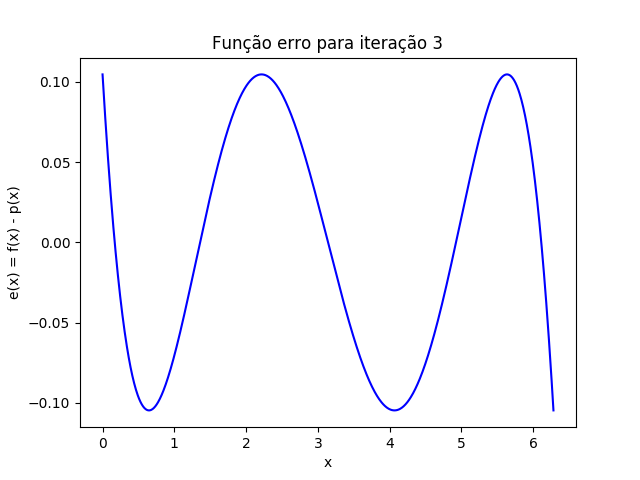 Função erro para iteração 3
e(x) = f(x) - p(x)
0.10
0.05
0.00
−0.05
−0.10
0 1 2 3 4 5 6
x